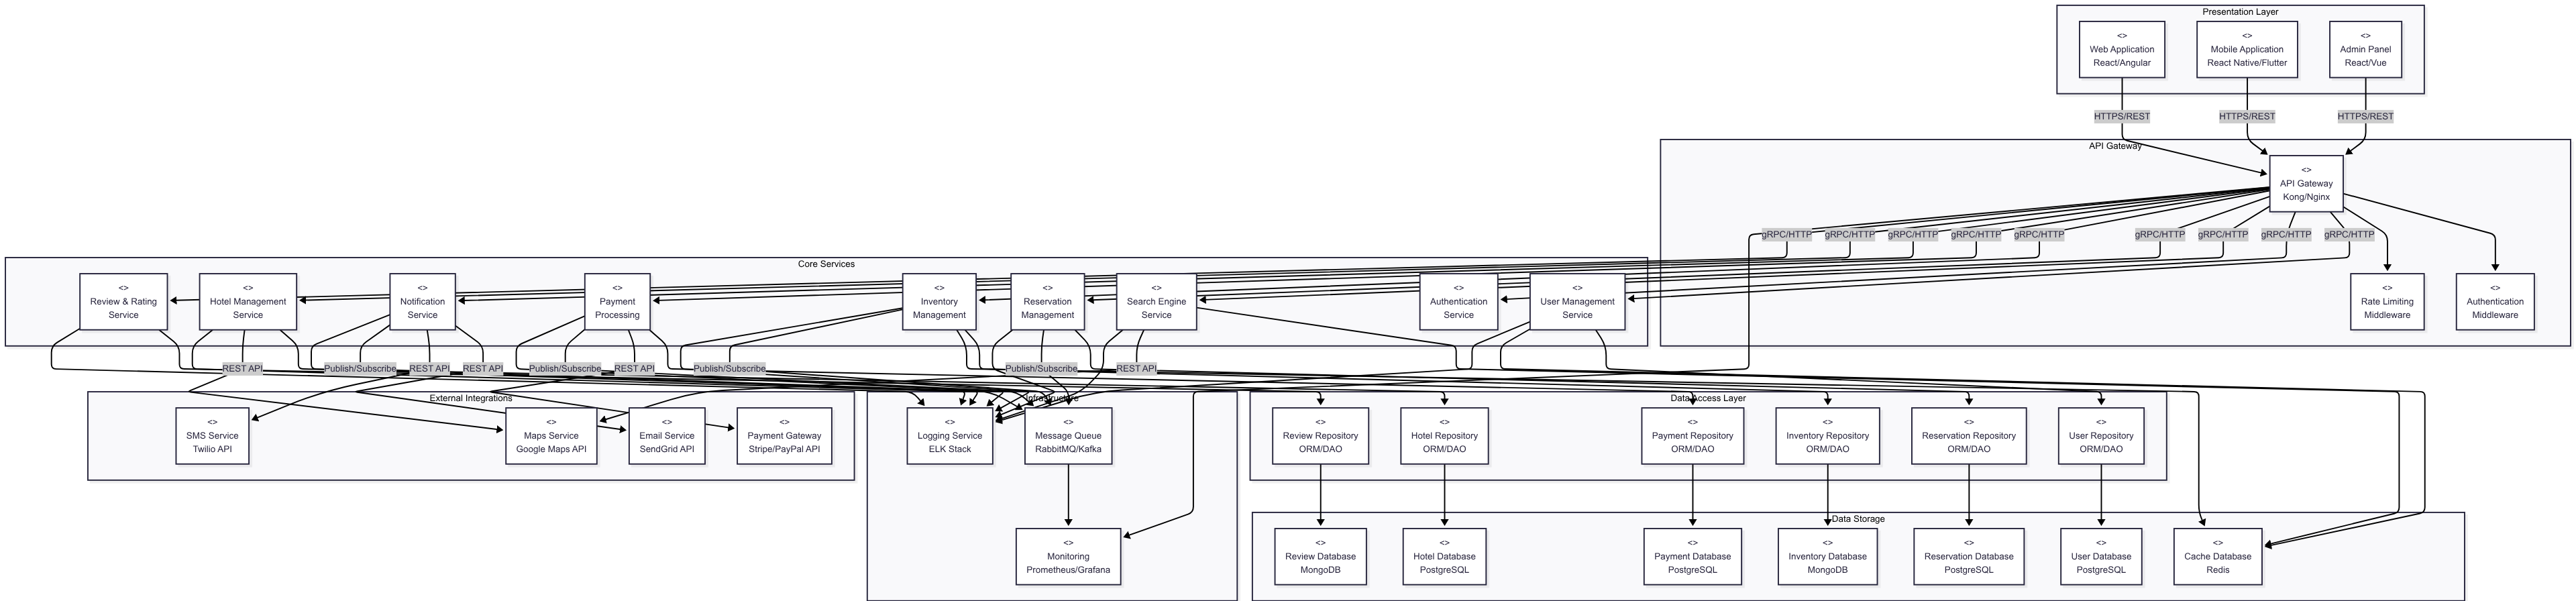 Presentation Layer
<>
Web Application
React/Angular
<>
Mobile Application
React Native/Flutter
<>
Admin Panel
React/Vue
HTTPS/REST
HTTPS/REST
HTTPS/REST
API Gateway
<>
API Gateway
Kong/Nginx
gRPC/HTTP
gRPC/HTTP
gRPC/HTTP
gRPC/HTTP
gRPC/HTTP
gRPC/HTTP
gRPC/HTTP
gRPC/HTTP
gRPC/HTTP
Core Services
<>
Review & Rating
Service
<>
Hotel Management
Service
<>
Notification
Service
<>
Payment
Processing
<>
Inventory
Management
<>
Reservation
Management
<>
Search Engine
Service
<>
Authentication
Service
<>
User Management
Service
<>
Rate Limiting
Middleware
<>
Authentication
Middleware
REST API
Publish/Subscribe
REST API
REST API
Publish/Subscribe
REST API
Publish/Subscribe
Publish/Subscribe
REST API
External Integrations
<>
SMS Service
Twilio API
<>
Maps Service
Google Maps API
<>
Email Service
SendGrid API
<>
Payment Gateway
Stripe/PayPal API
Infrastructure
<>
Logging Service
ELK Stack
<>
Message Queue
RabbitMQ/Kafka
Data Access Layer
<>
Review Repository
ORM/DAO
<>
Hotel Repository
ORM/DAO
<>
Payment Repository
ORM/DAO
<>
Inventory Repository
ORM/DAO
<>
Reservation Repository
ORM/DAO
<>
User Repository
ORM/DAO
<>
Monitoring
Prometheus/Grafana
Data Storage
<>
Review Database
MongoDB
<>
Hotel Database
PostgreSQL
<>
Payment Database
PostgreSQL
<>
Inventory Database
MongoDB
<>
Reservation Database
PostgreSQL
<>
User Database
PostgreSQL
<>
Cache Database
Redis